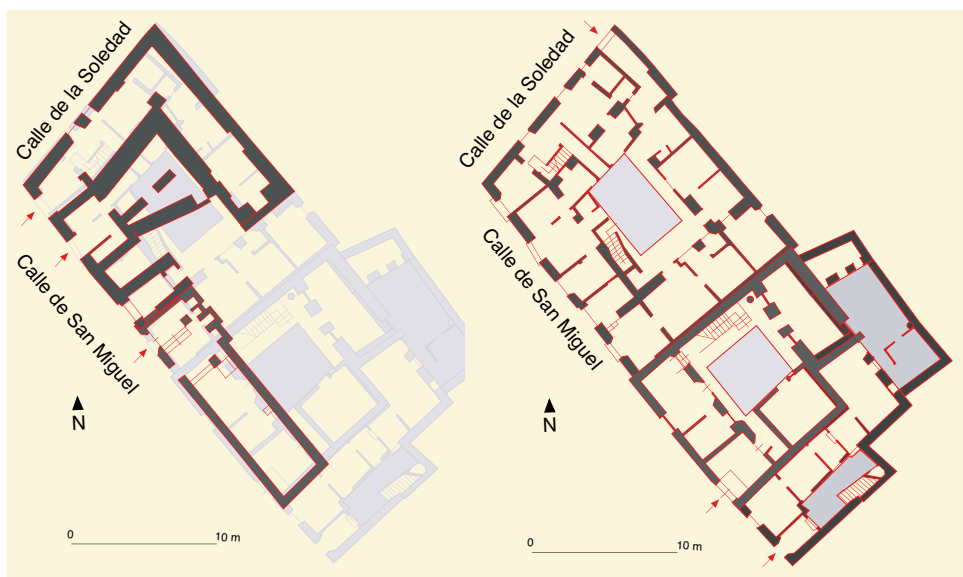 Calle de la Soledad
Calle de San Miguel
N
0 10 m
Calle de la Soledad
Calle de San Miguel
N
0 10 m